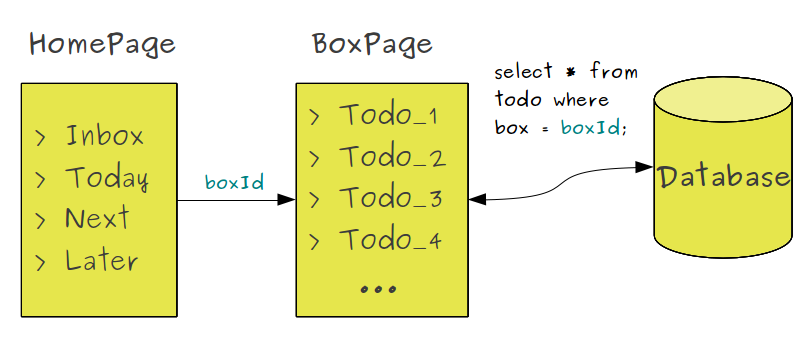 HomePage
> Inbox
> Today
> Next
> Later
boxId
BoxPage
> Todo_1
> Todo_2
> Todo_3
> Todo_4
...
select * from
todo where
box = boxId;
Database